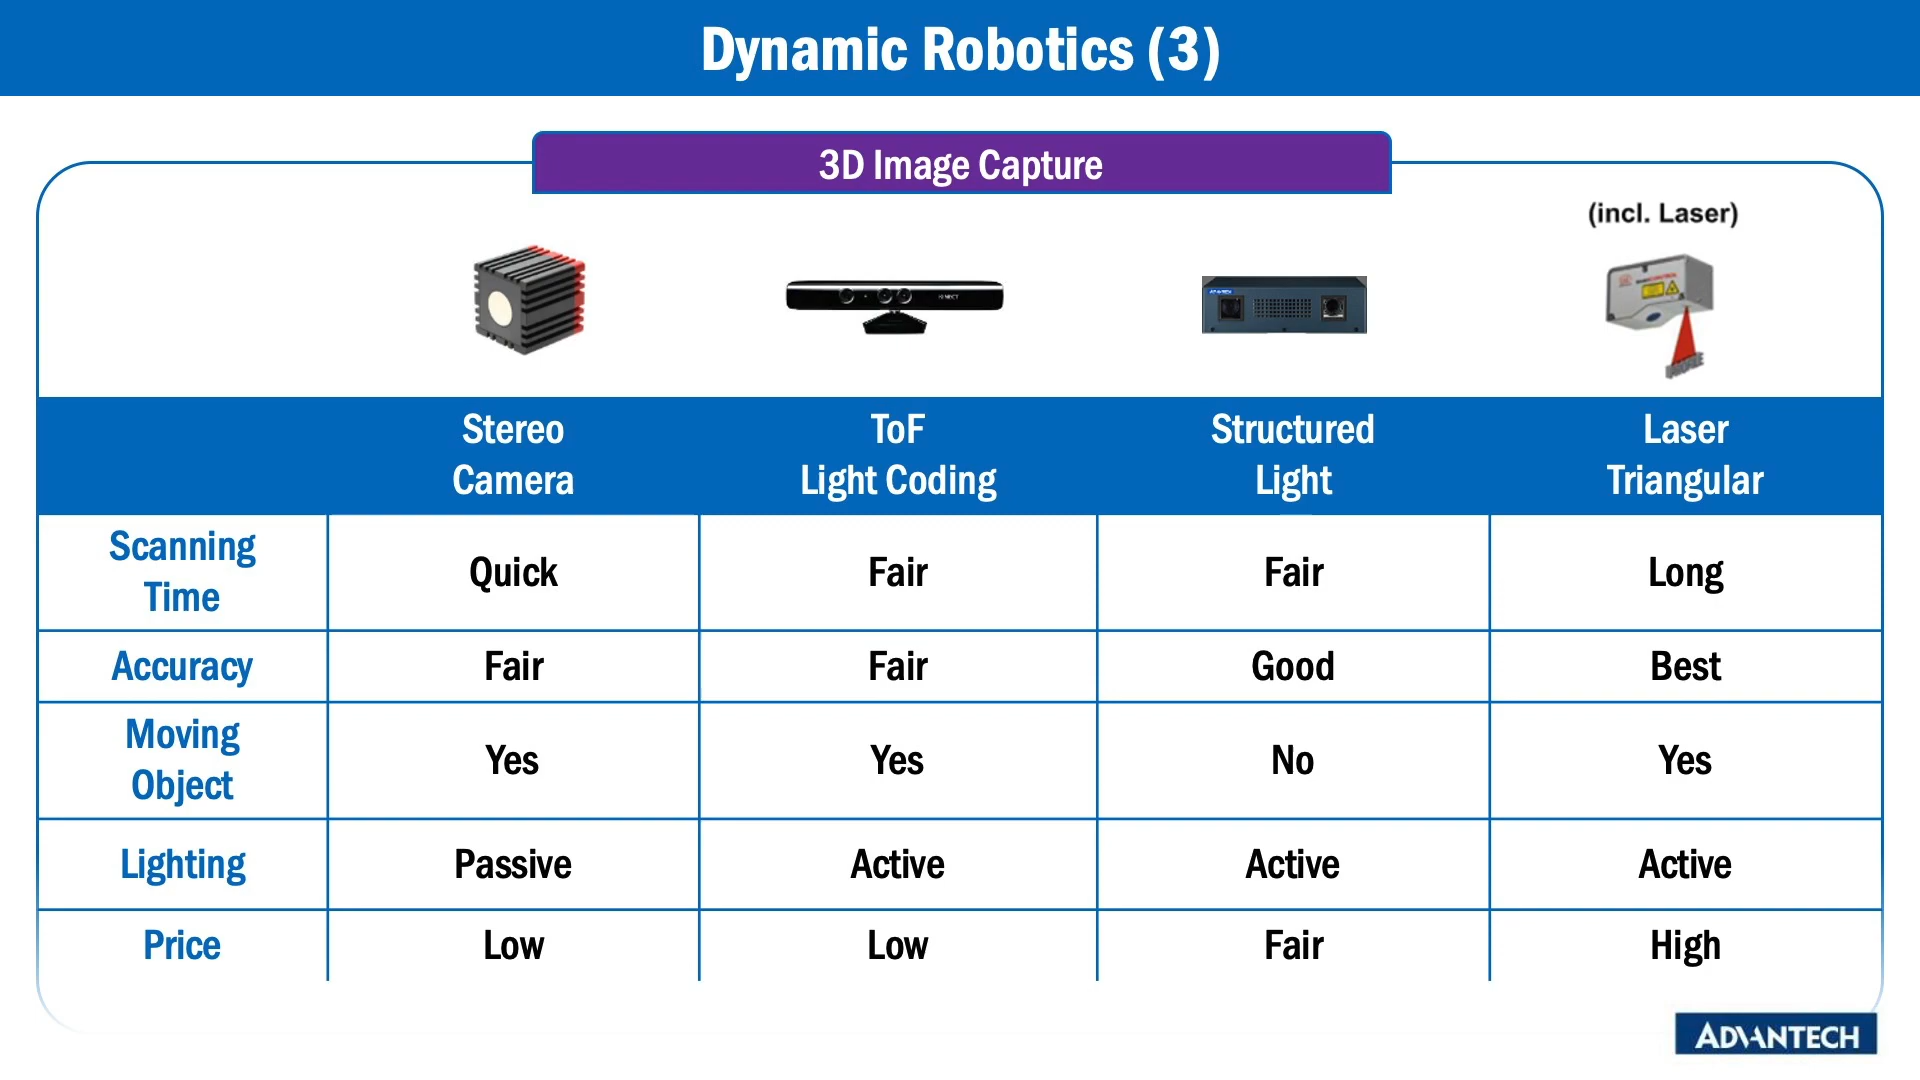 Dynamic Robotics (3)
3D Image Capture
(incl. Laser)
KINECT
ADVANTECH
Stereo Camera
ToF Light Coding
Structured Light
Laser Triangular
Scanning Time
Quick
Fair
Fair
Long
Accuracy
Fair
Fair
Good
Best
Moving Object
Yes
Yes
No
Yes
Lighting
Passive
Active
Active
Active
Price
Low
Low
Fair
High
ADVANTECH